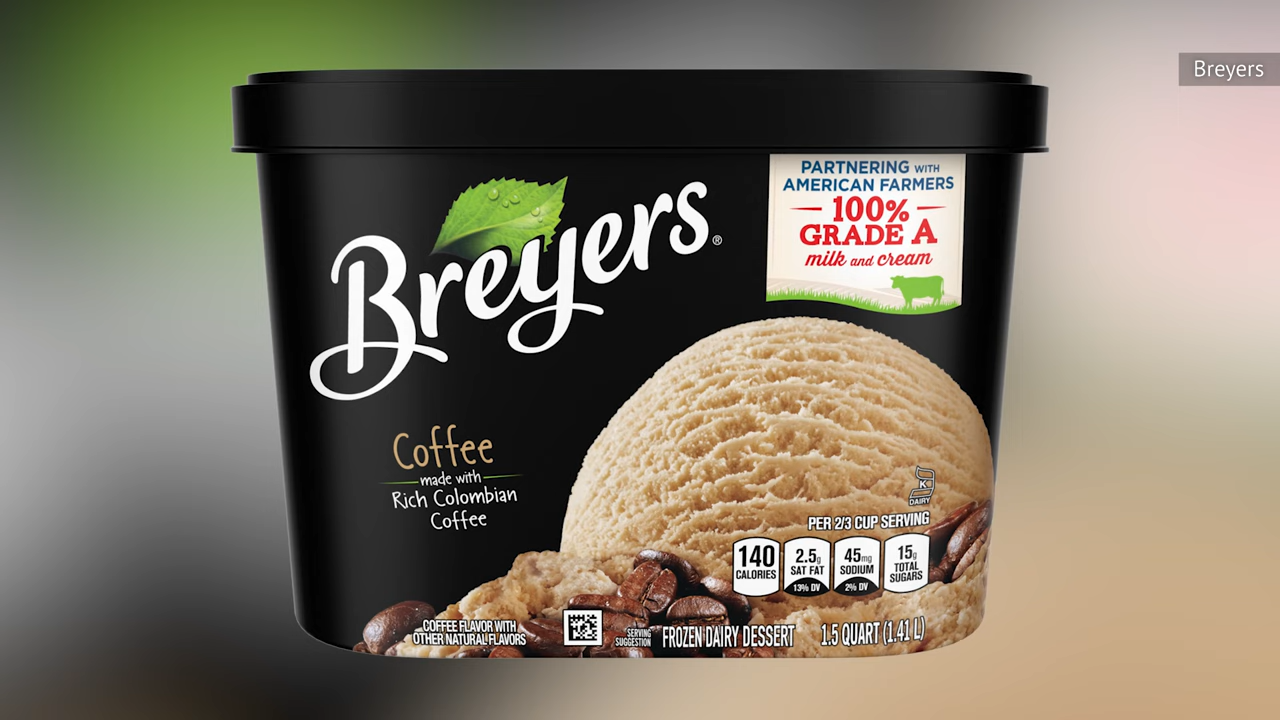 Breyers
PARTNERING WITH
AMERICAN FARMERS
100%
GRADE A
milk and cream
Breyers®
Coffee
made with
Rich Colombian
Coffee
K
DAIRY
PER 2/3 CUP SERVING
140
CALORIES
2.5g
SAT FAT
13% DV
45mg
SODIUM
2% DV
15g
TOTAL
SUGARS
COFFEE FLAVOR WITH
OTHER NATURAL FLAVORS
SERVING
SUGGESTION
FROZEN DAIRY DESSERT
1.5 QUART (1.41 L)